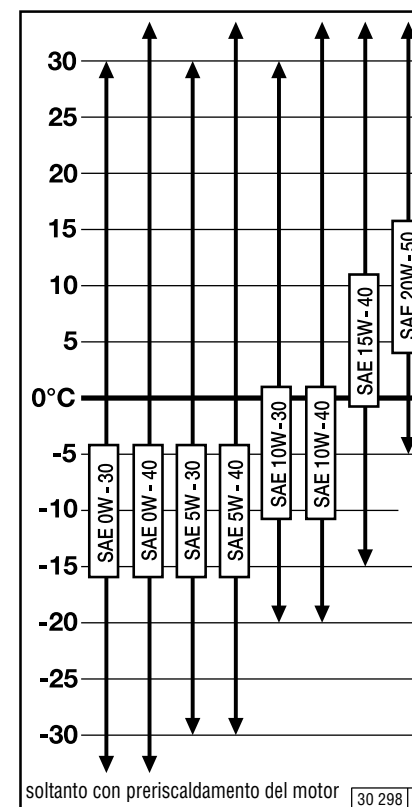 30
25
20
15
10
5
0°C
-5
-10
-15
-20
-25
-30
SAE 0W - 30
SAE 0W - 40
SAE 5W - 30
SAE 5W - 40
SAE 10W-30
SAE 10W-40
SAE 15W - 40
SAE 20W - 50
soltanto con preriscaldamento del motor
30 298